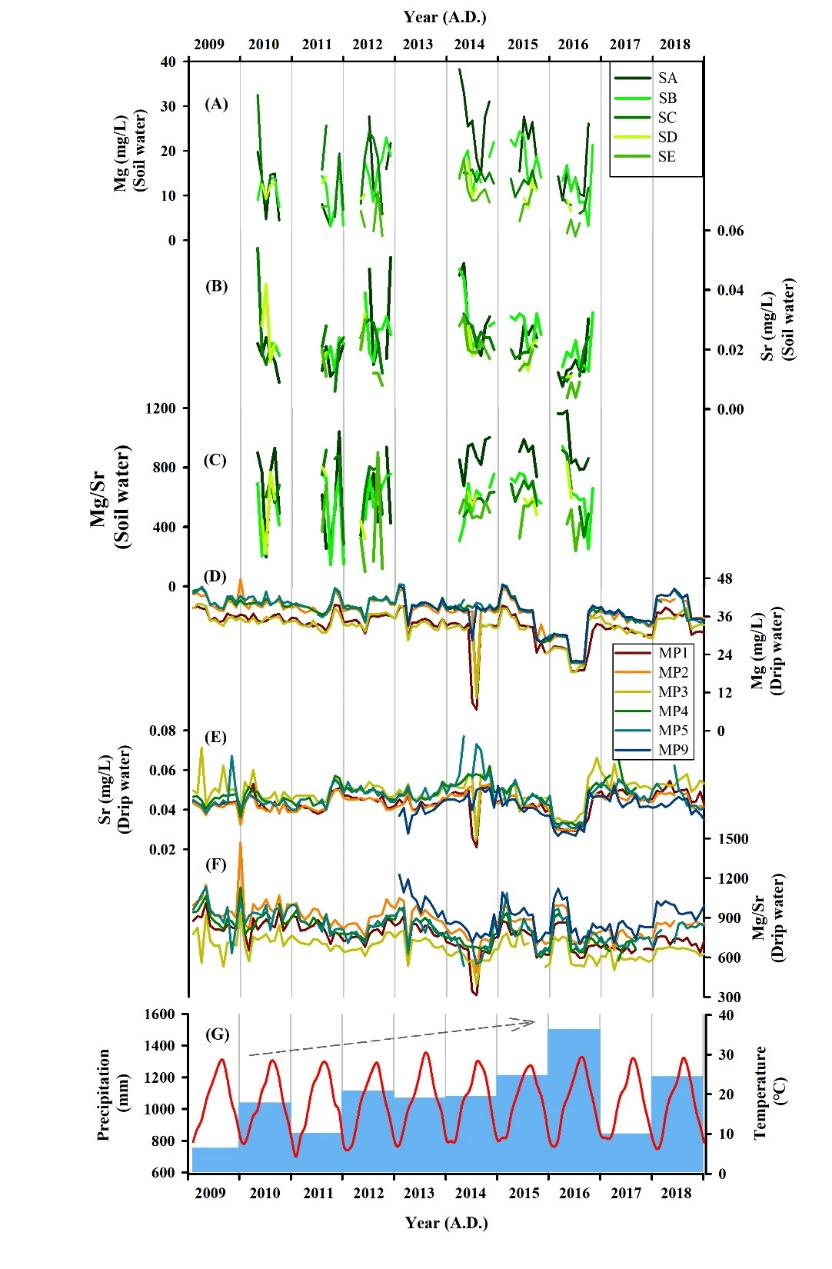 Year (A.D.)
2009 2010 2011 2012 2013 2014 2015 2016 2017 2018
40
30
20
10
0
Mg (mg/L)
(Soil water)
(A)
SA
SB
SC
SD
SE
0.06
0.04
0.02
0.00
Sr (mg/L)
(Soil water)
(B)
1200
800
400
0
Mg/Sr
(Soil water)
(C)
(D)
48
36
24
12
0
Mg (mg/L)
(Drip water)
MP1
MP2
MP3
MP4
MP5
MP9
0.08
0.06
0.04
0.02
Sr (mg/L)
(Drip water)
(E)
(F)
1500
1200
900
600
300
Mg/Sr
(Drip water)
1600
1400
1200
1000
800
600
Precipitation
(mm)
(G)
40
30
20
10
0
Temperature
(°C)
2009 2010 2011 2012 2013 2014 2015 2016 2017 2018
Year (A.D.)